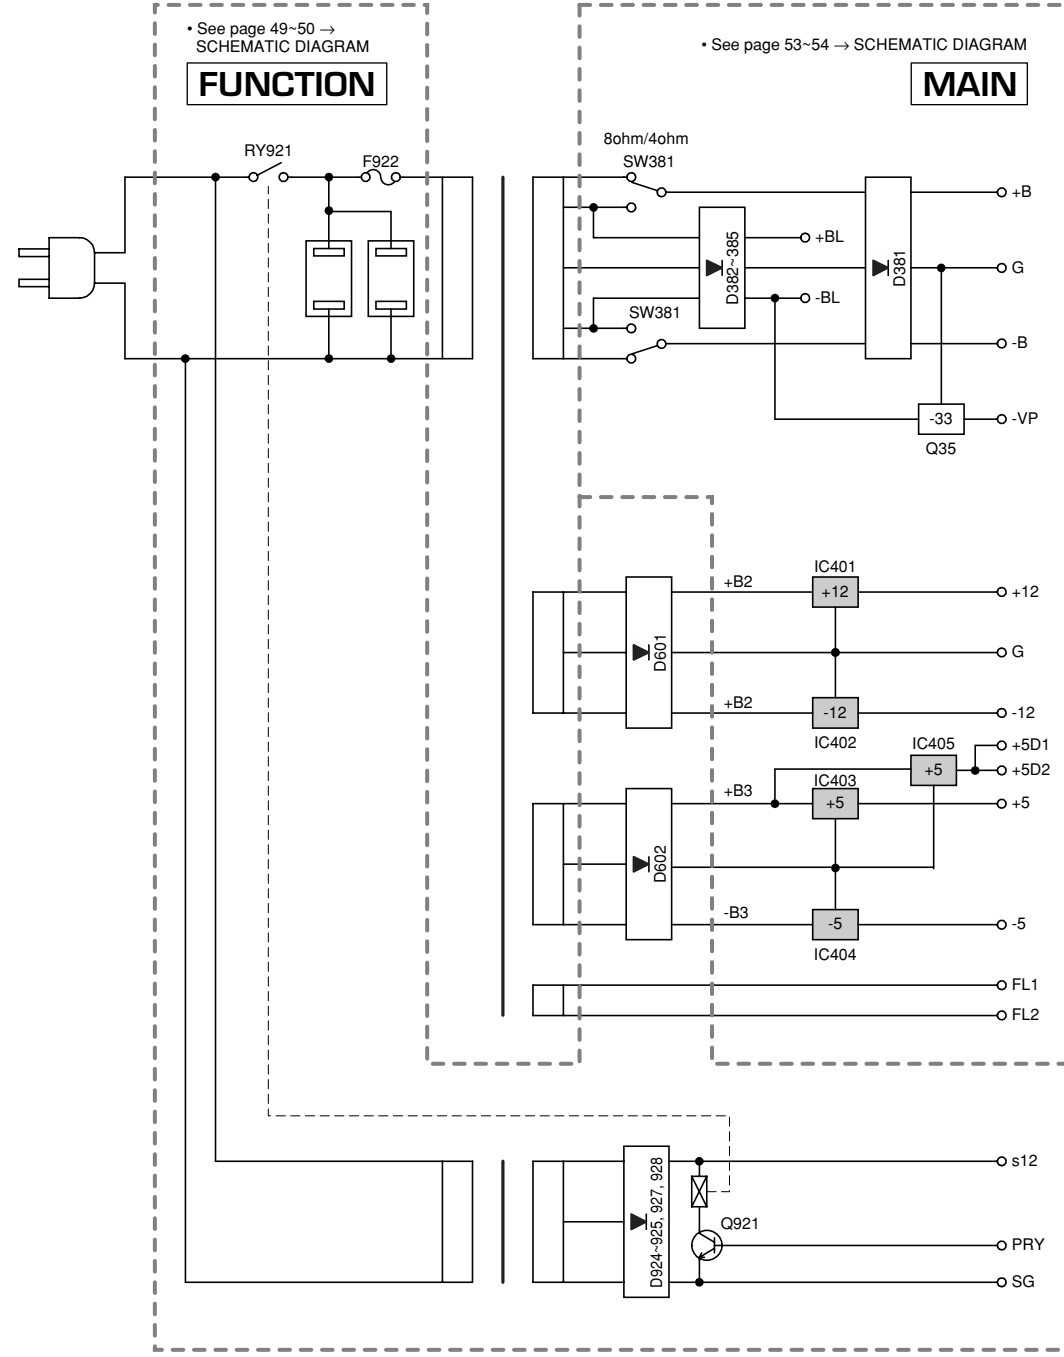 • See page 49~50 →
SCHEMATIC DIAGRAM
FUNCTION
• See page 53~54 → SCHEMATIC DIAGRAM
MAIN
RY921
F922
8ohm/4ohm
SW381
+B
D382~385
+BL
D381
G
-BL
SW381
-B
-33
-VP
Q35
IC401
+B2
+12
+12
D601
G
+B2
-12
-12
IC402
IC405
+5D1
+5
+5D2
IC403
+B3
+5
+5
D602
-B3
-5
-5
IC404
FL1
FL2
D924~925, 927, 928
s12
Q921
PRY
SG